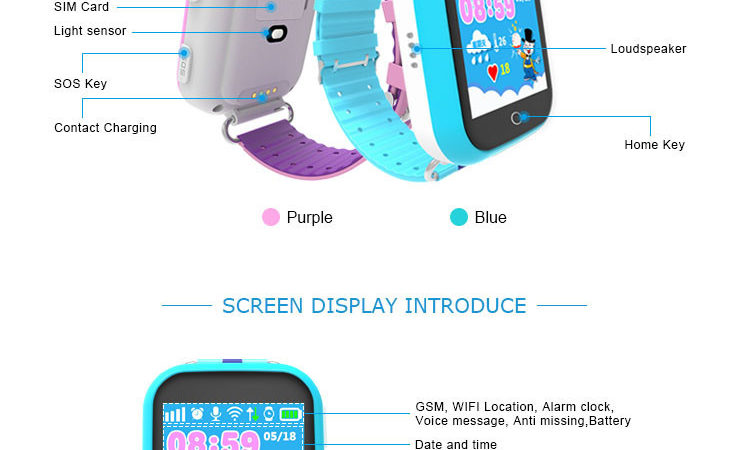 SIM Card
08:59
Light sensor
26
Loudspeaker
18
SOS Key
SOS
Contact Charging
Home Key
Purple
Blue
SCREEN DISPLAY INTRODUCE
GSM, WIFI Location, Alarm clock,
Voice message, Anti missing,Battery
08:59 05/18
Date and time